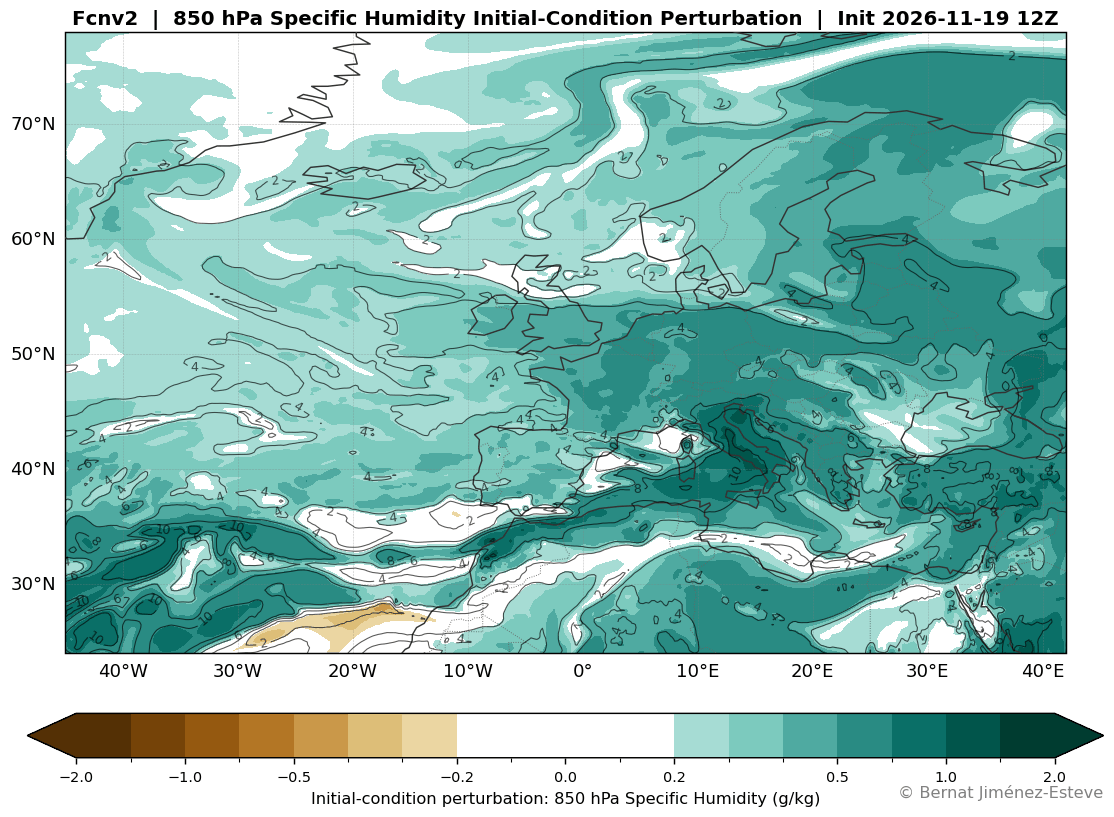 Fcnv2 | 850 hPa Specific Humidity Initial-Condition Perturbation | Init 2026-11-19 12Z
70°N
60°N
50°N
40°N
30°N
40°W 30°W 20°W 10°W 0° 10°E 20°E 30°E 40°E
−2.0 −1.0 −0.5 −0.2 0.0 0.2 0.5 1.0 2.0
Initial-condition perturbation: 850 hPa Specific Humidity (g/kg)
© Bernat Jiménez-Esteve